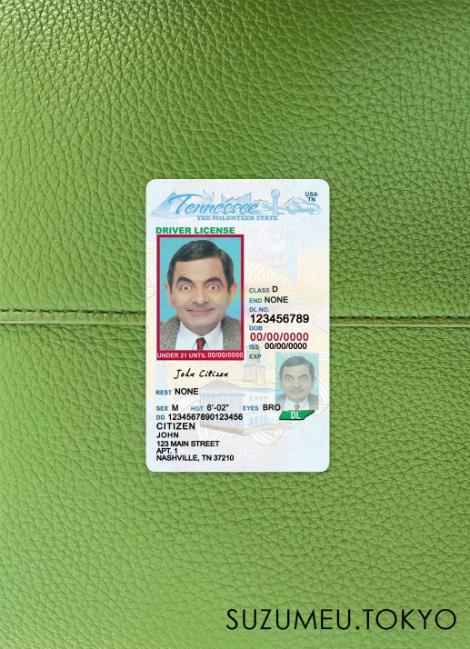 USA
TN
Tennessee
THE VOLUNTEER STATE
DRIVER LICENSE
CLASS D
END NONE
DL NO.
123456789
DOB
00/00/0000
ISS 00/00/0000
EXP
UNDER 21 UNTIL 00/00/0000
John Citizen
REST NONE
SEX M HGT 6'-02" EYES BRO
DL
DD 1234567890123456
CITIZEN
JOHN
123 MAIN STREET
APT. 1
NASHVILLE, TN 37210
SUZUMEU.TOKYO